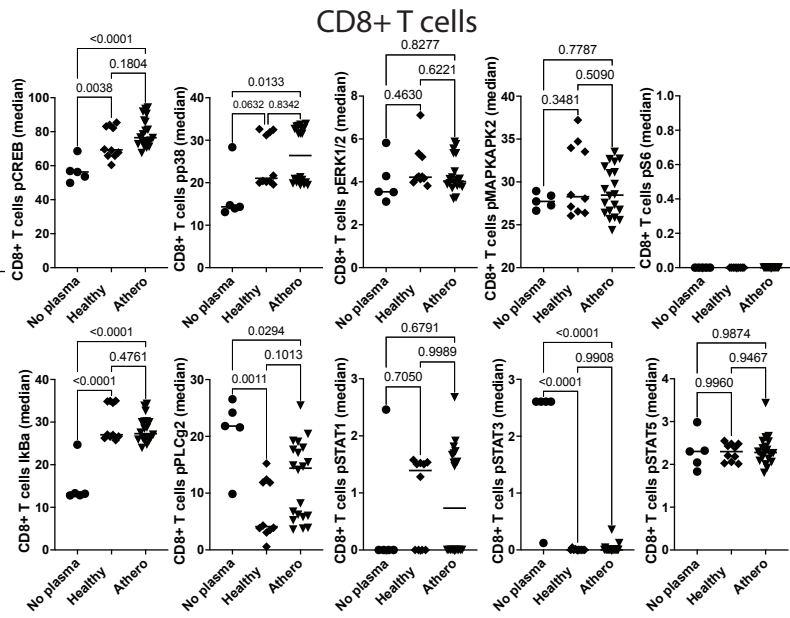 CD8+ T cells
<0.0001
0.1804
0.0038
CD8+ T cells pCREB (median)
100
80
60
40
20
0
No plasma
Healthy
Athero
0.0133
0.0632
0.8342
CD8+ T cells pp38 (median)
40
30
20
10
0
No plasma
Healthy
Athero
0.8277
0.6221
0.4630
CD8+ T cells pERK1/2 (median)
8
6
4
2
0
No plasma
Healthy
Athero
0.7787
0.5090
0.3481
CD8+ T cells pMAPKAPK2 (median)
40
35
30
25
20
No plasma
Healthy
Athero
CD8+ T cells pS6 (median)
1.0
0.8
0.6
0.4
0.2
0.0
No plasma
Healthy
Athero
<0.0001
0.4761
<0.0001
CD8+ T cells IkBa (median)
40
30
20
10
0
No plasma
Healthy
Athero
0.0294
0.1013
0.0011
CD8+ T cells pPLCg2 (median)
30
20
10
0
No plasma
Healthy
Athero
0.6791
0.9989
0.7050
CD8+ T cells pSTAT1 (median)
3
2
1
0
No plasma
Healthy
Athero
<0.0001
0.9908
<0.0001
CD8+ T cells pSTAT3 (median)
3
2
1
0
No plasma
Healthy
Athero
0.9874
0.9467
0.9960
CD8+ T cells pSTAT5 (median)
4
3
2
1
0
No plasma
Healthy
Athero